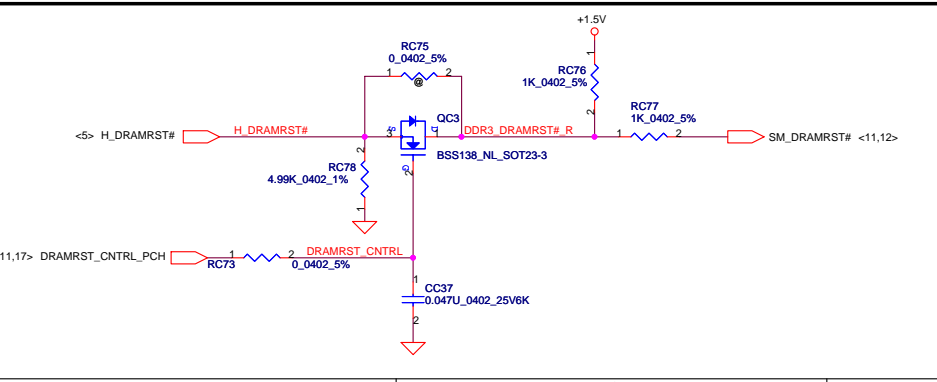 +1.5V
RC75
0_0402_5%
1 2
@
1
RC76
1K_0402_5%
2
RC77
1K_0402_5%
QC3
<5> H_DRAMRST# H_DRAMRST# 3 S D 1 DDR3_DRAMRST#_R 1 2 SM_DRAMRST# <11,12>
BSS138_NL_SOT23-3
2
RC78
4.99K_0402_1%
1
G
2
11,17> DRAMRST_CNTRL_PCH 1 2 DRAMRST_CNTRL
RC73 0_0402_5%
1
CC37
0.047U_0402_25V6K
2